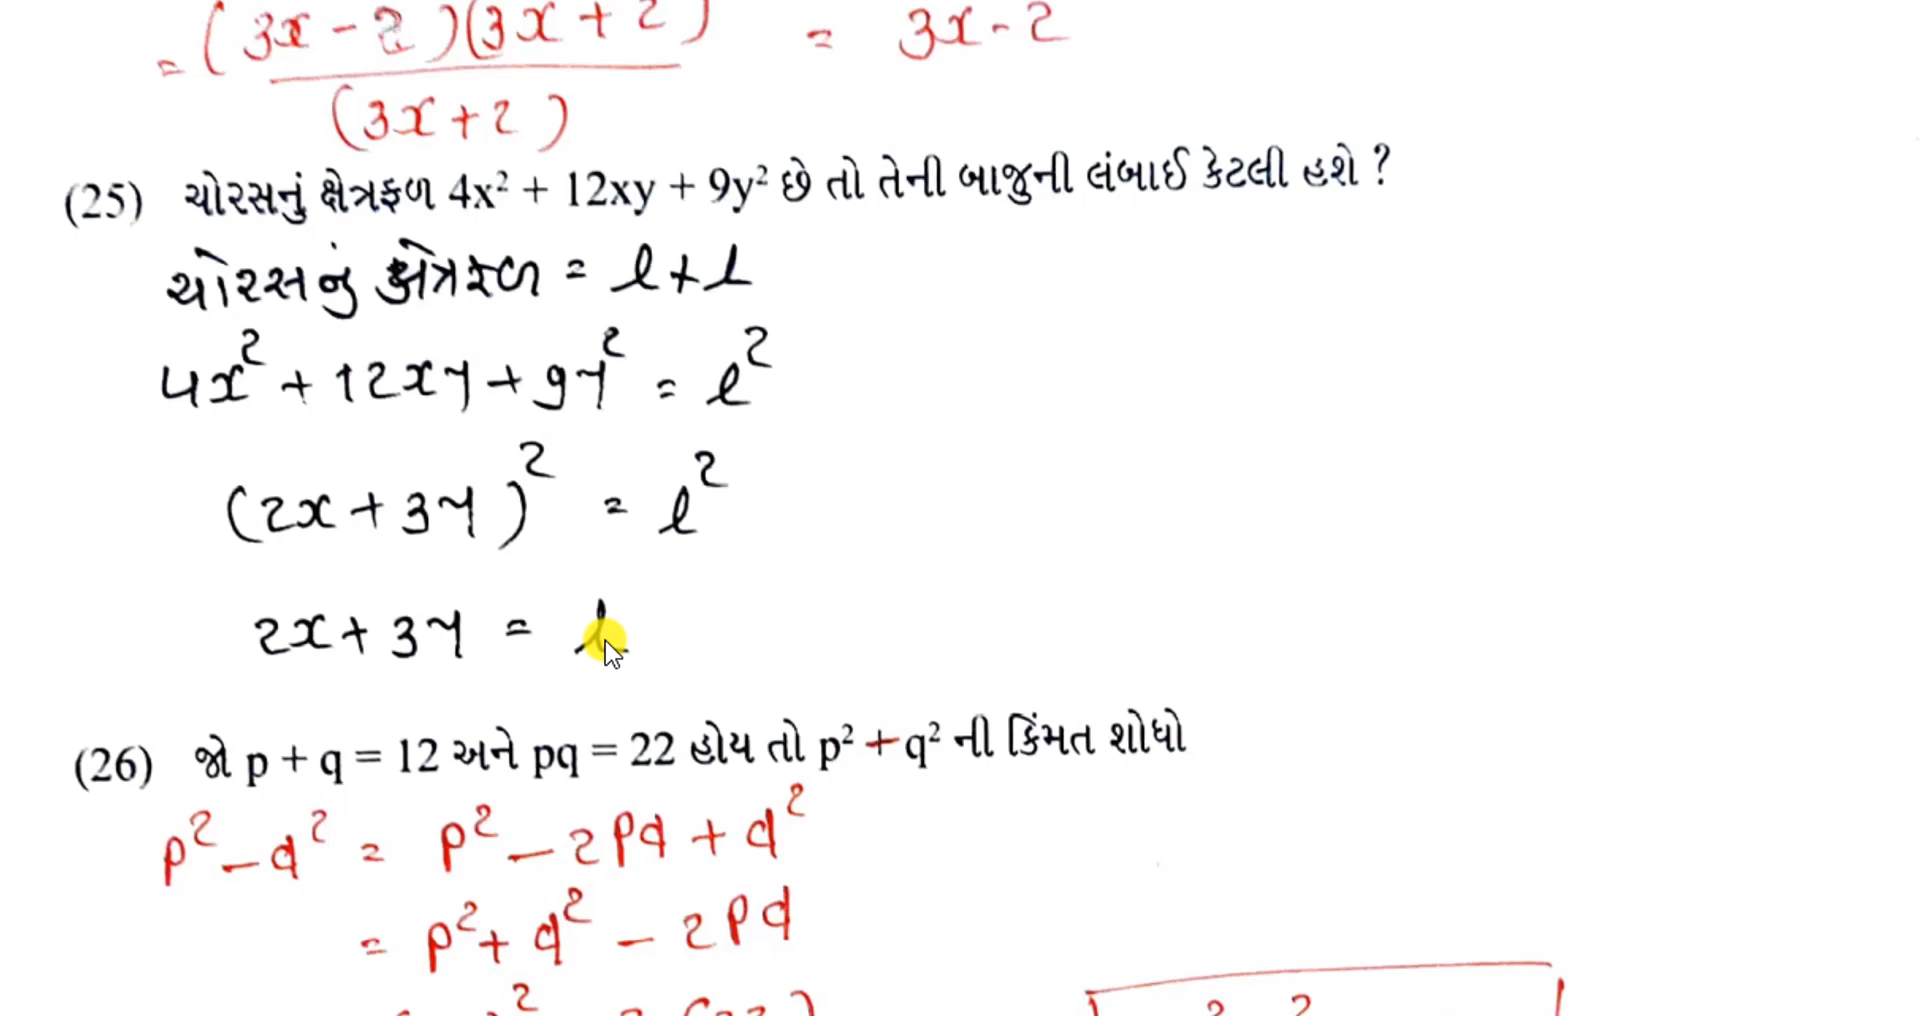 = (3x - 2)(3x + 2) = 3x - 2
(3x + 2)
(25) ચોરસનું ક્ષેત્રફળ 4x² + 12xy + 9y² છે તો તેની બાજુની લંબાઈ કેટલી હશે ?
ચોરસનું ક્ષેત્રફળ = l + l
4x² + 12xy + 9y² = l²
(2x + 3y)² = l²
2x + 3y = l
(26) જો p + q = 12 અને pq = 22 હોય તો p² + q² ની કિંમત શોધો
p² - q² = p² - 2pq + q²
= p² + q² - 2pq